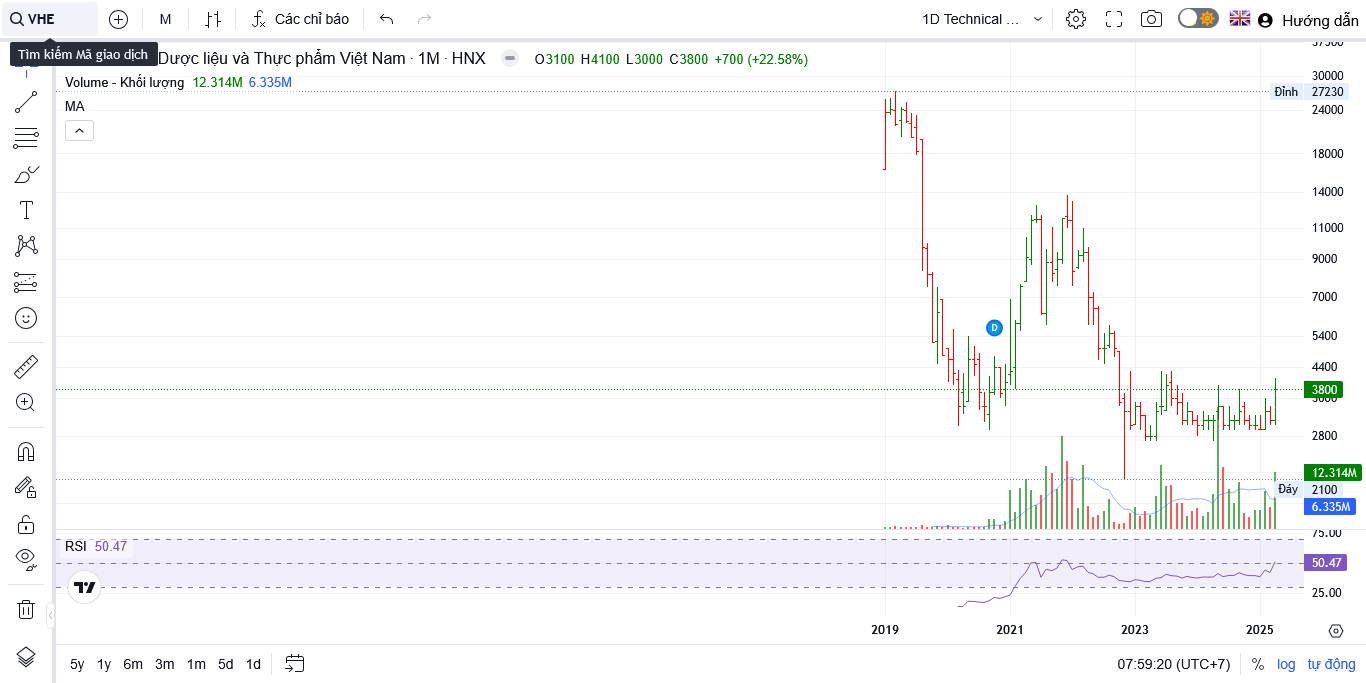 VHE
M
Các chỉ báo
1D Technical ...
Hướng dẫn
Tìm kiếm Mã giao dịch
Dược liệu và Thực phẩm Việt Nam · 1M · HNX
O3100 H4100 L3000 C3800 +700 (+22.58%)
Volume - Khối lượng 12.314M 6.335M
MA
30000
Đỉnh 27230
24000
18000
14000
11000
9000
7000
D
5400
4400
3800
2800
12.314M
Đáy 2100
6.335M
75.00
RSI 50.47
50.47
25.00
2019 2021 2023 2025
5y 1y 6m 3m 1m 5d 1d
07:59:20 (UTC+7) % log tự động